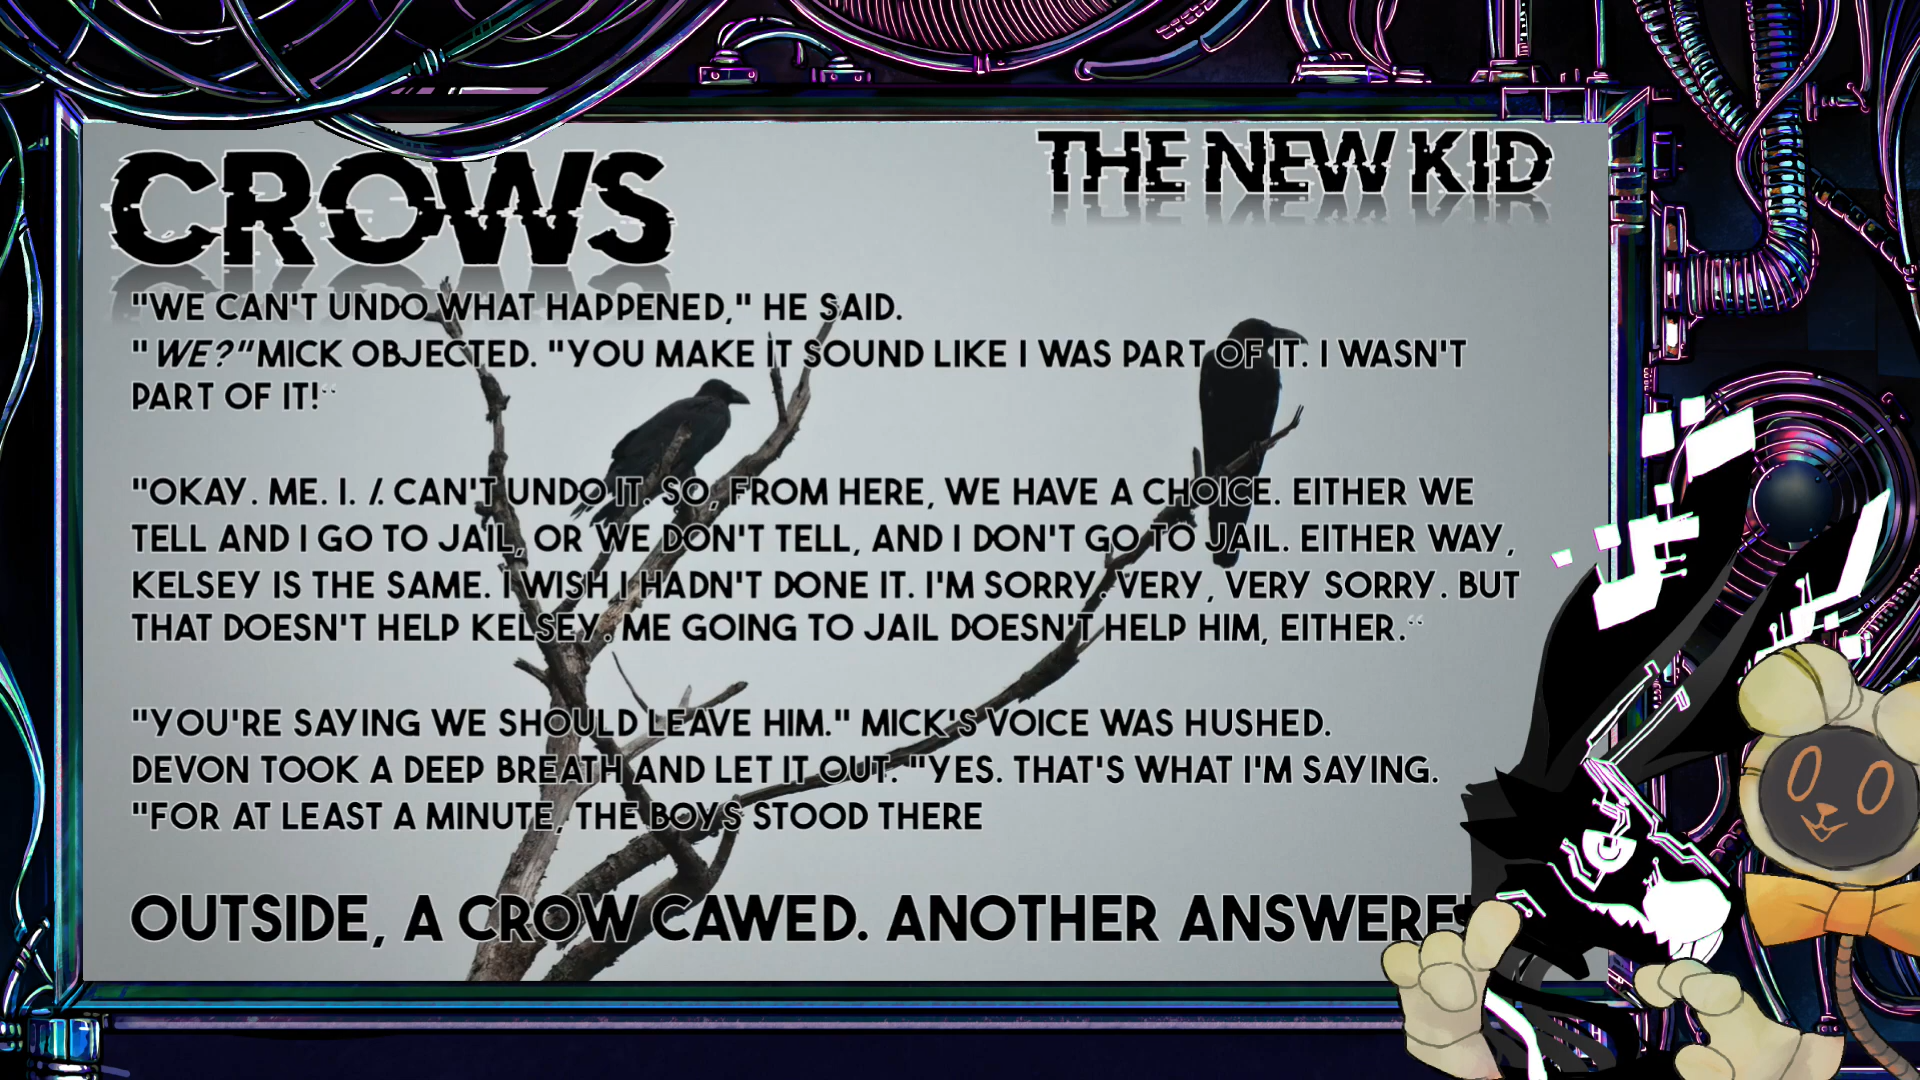 CROWS
THE NEW KID
"WE CAN'T UNDO WHAT HAPPENED," HE SAID.
" WE?"MICK OBJECTED. "YOU MAKE IT SOUND LIKE I WAS PART OF IT. I WASN'T
PART OF IT!“
"OKAY. ME. I. I. CAN'T UNDO IT. SO, FROM HERE, WE HAVE A CHOICE. EITHER WE
TELL AND I GO TO JAIL, OR WE DON'T TELL, AND I DON'T GO TO JAIL. EITHER WAY,
KELSEY IS THE SAME. I WISH I HADN'T DONE IT. I'M SORRY. VERY, VERY SORRY. BUT
THAT DOESN'T HELP KELSEY. ME GOING TO JAIL DOESN'T HELP HIM, EITHER.“
"YOU'RE SAYING WE SHOULD LEAVE HIM." MICK'S VOICE WAS HUSHED.
DEVON TOOK A DEEP BREATH AND LET IT OUT. "YES. THAT'S WHAT I'M SAYING.
"FOR AT LEAST A MINUTE, THE BOYS STOOD THERE
OUTSIDE, A CROW CAWED. ANOTHER